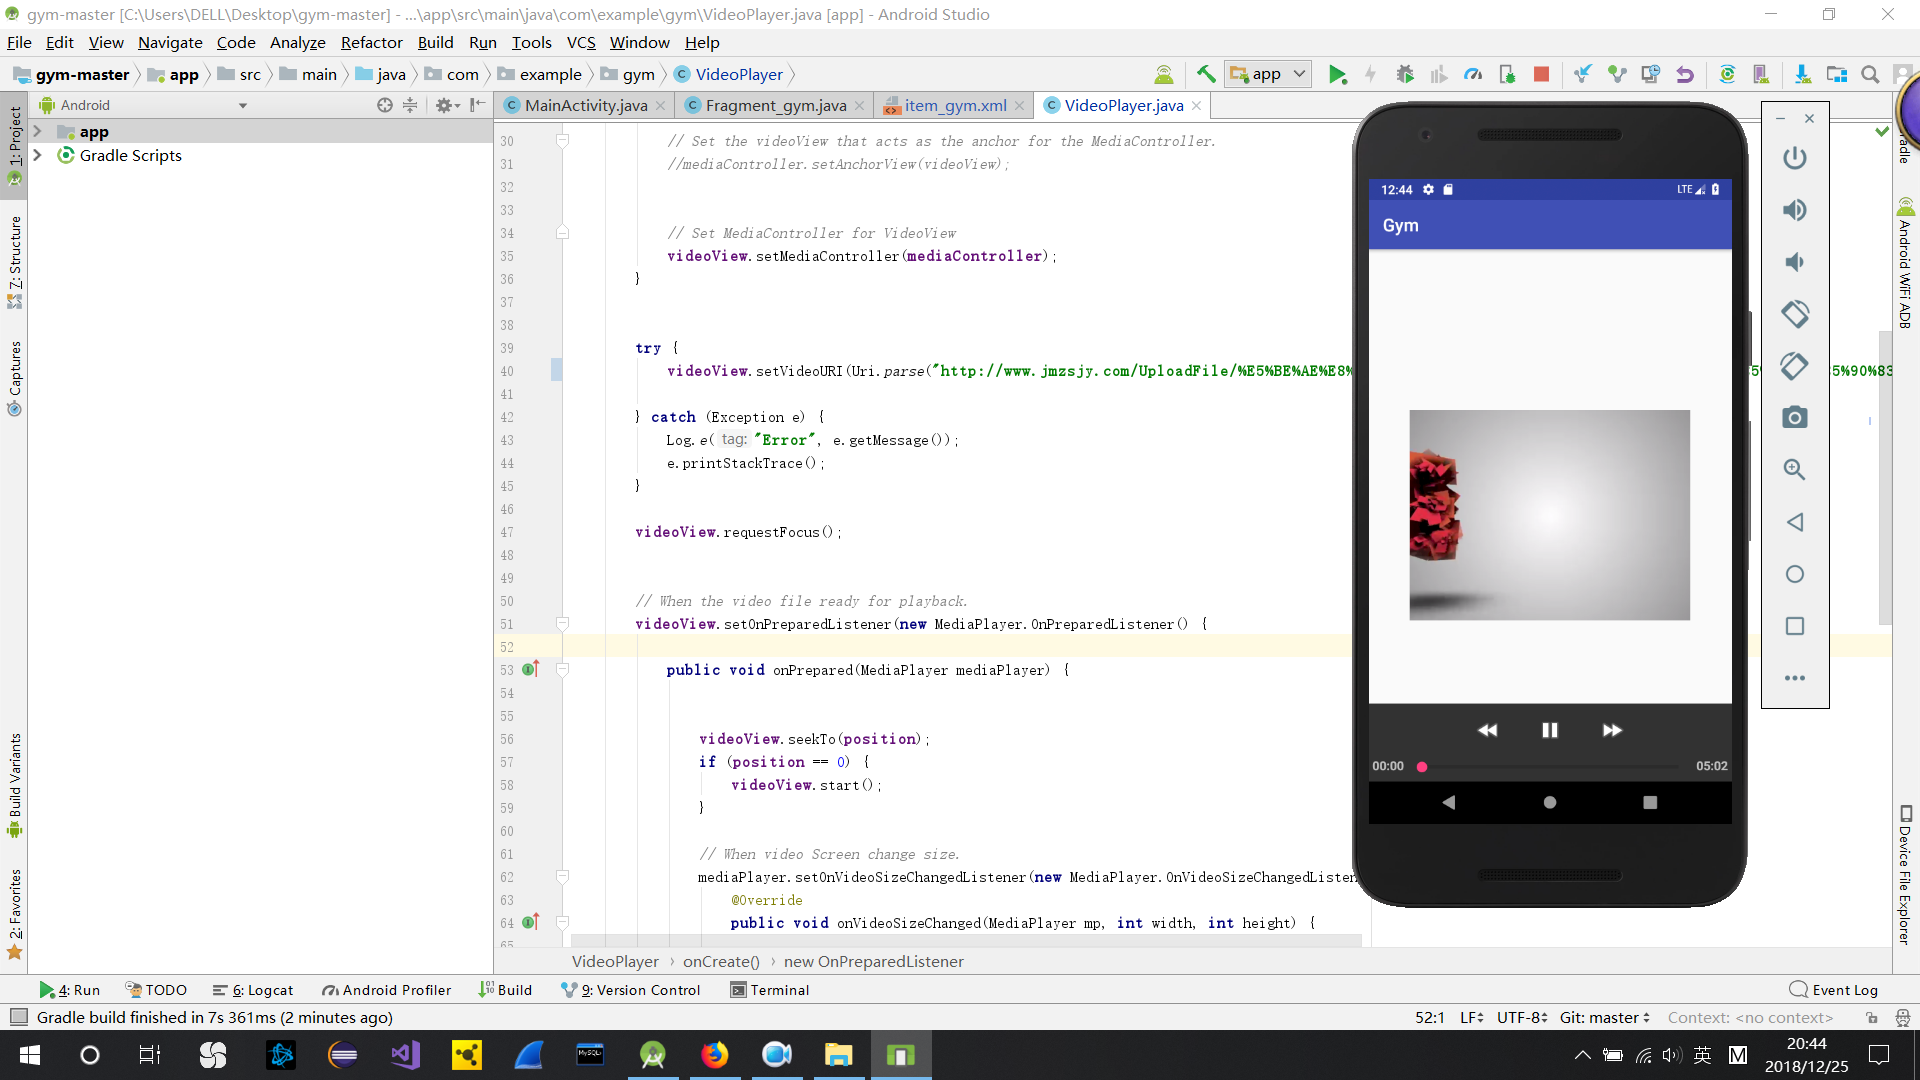 gym-master [C:\Users\DELL\Desktop\gym-master] - ...\app\src\main\java\com\example\gym\VideoPlayer.java [app] - Android Studio
File Edit View Navigate Code Analyze Refactor Build Run Tools VCS Window Help
gym-master app src main java com example gym VideoPlayer app
Android
MainActivity.java Fragment_gym.java item_gym.xml VideoPlayer.java
app
Gradle Scripts
1: Project
7: Structure
Captures
Build Variants
2: Favorites
30 // Set the videoView that acts as the anchor for the MediaController.
31 //mediaController.setAnchorView(videoView);
32
33
34 // Set MediaController for VideoView
35 videoView.setMediaController(mediaController);
36 }
37
38
39 try {
40 videoView.setVideoURI(Uri.parse("http://www.jmzsjy.com/UploadFile/%E5%BE%AE%E8%
41
42 } catch (Exception e) {
43 Log.e( tag: "Error", e.getMessage());
44 e.printStackTrace();
45 }
46
47 videoView.requestFocus();
48
49
50 // When the video file ready for playback.
51 videoView.setOnPreparedListener(new MediaPlayer.OnPreparedListener() {
52
53 public void onPrepared(MediaPlayer mediaPlayer) {
54
55
56 videoView.seekTo(position);
57 if (position == 0) {
58 videoView.start();
59 }
60
61 // When video Screen change size.
62 mediaPlayer.setOnVideoSizeChangedListener(new MediaPlayer.OnVideoSizeChangedListen
63 @Override
64 public void onVideoSizeChanged(MediaPlayer mp, int width, int height) {
65
VideoPlayer › onCreate() › new OnPreparedListener
12:44 LTE
Gym
00:00 05:02
Android WiFi ADB
Device File Explorer
4: Run TODO 6: Logcat Android Profiler Build 9: Version Control Terminal Event Log
Gradle build finished in 7s 361ms (2 minutes ago) 52:1 LF UTF-8 Git: master Context: <no context>
MySQL
英 M
20:44
2018/12/25